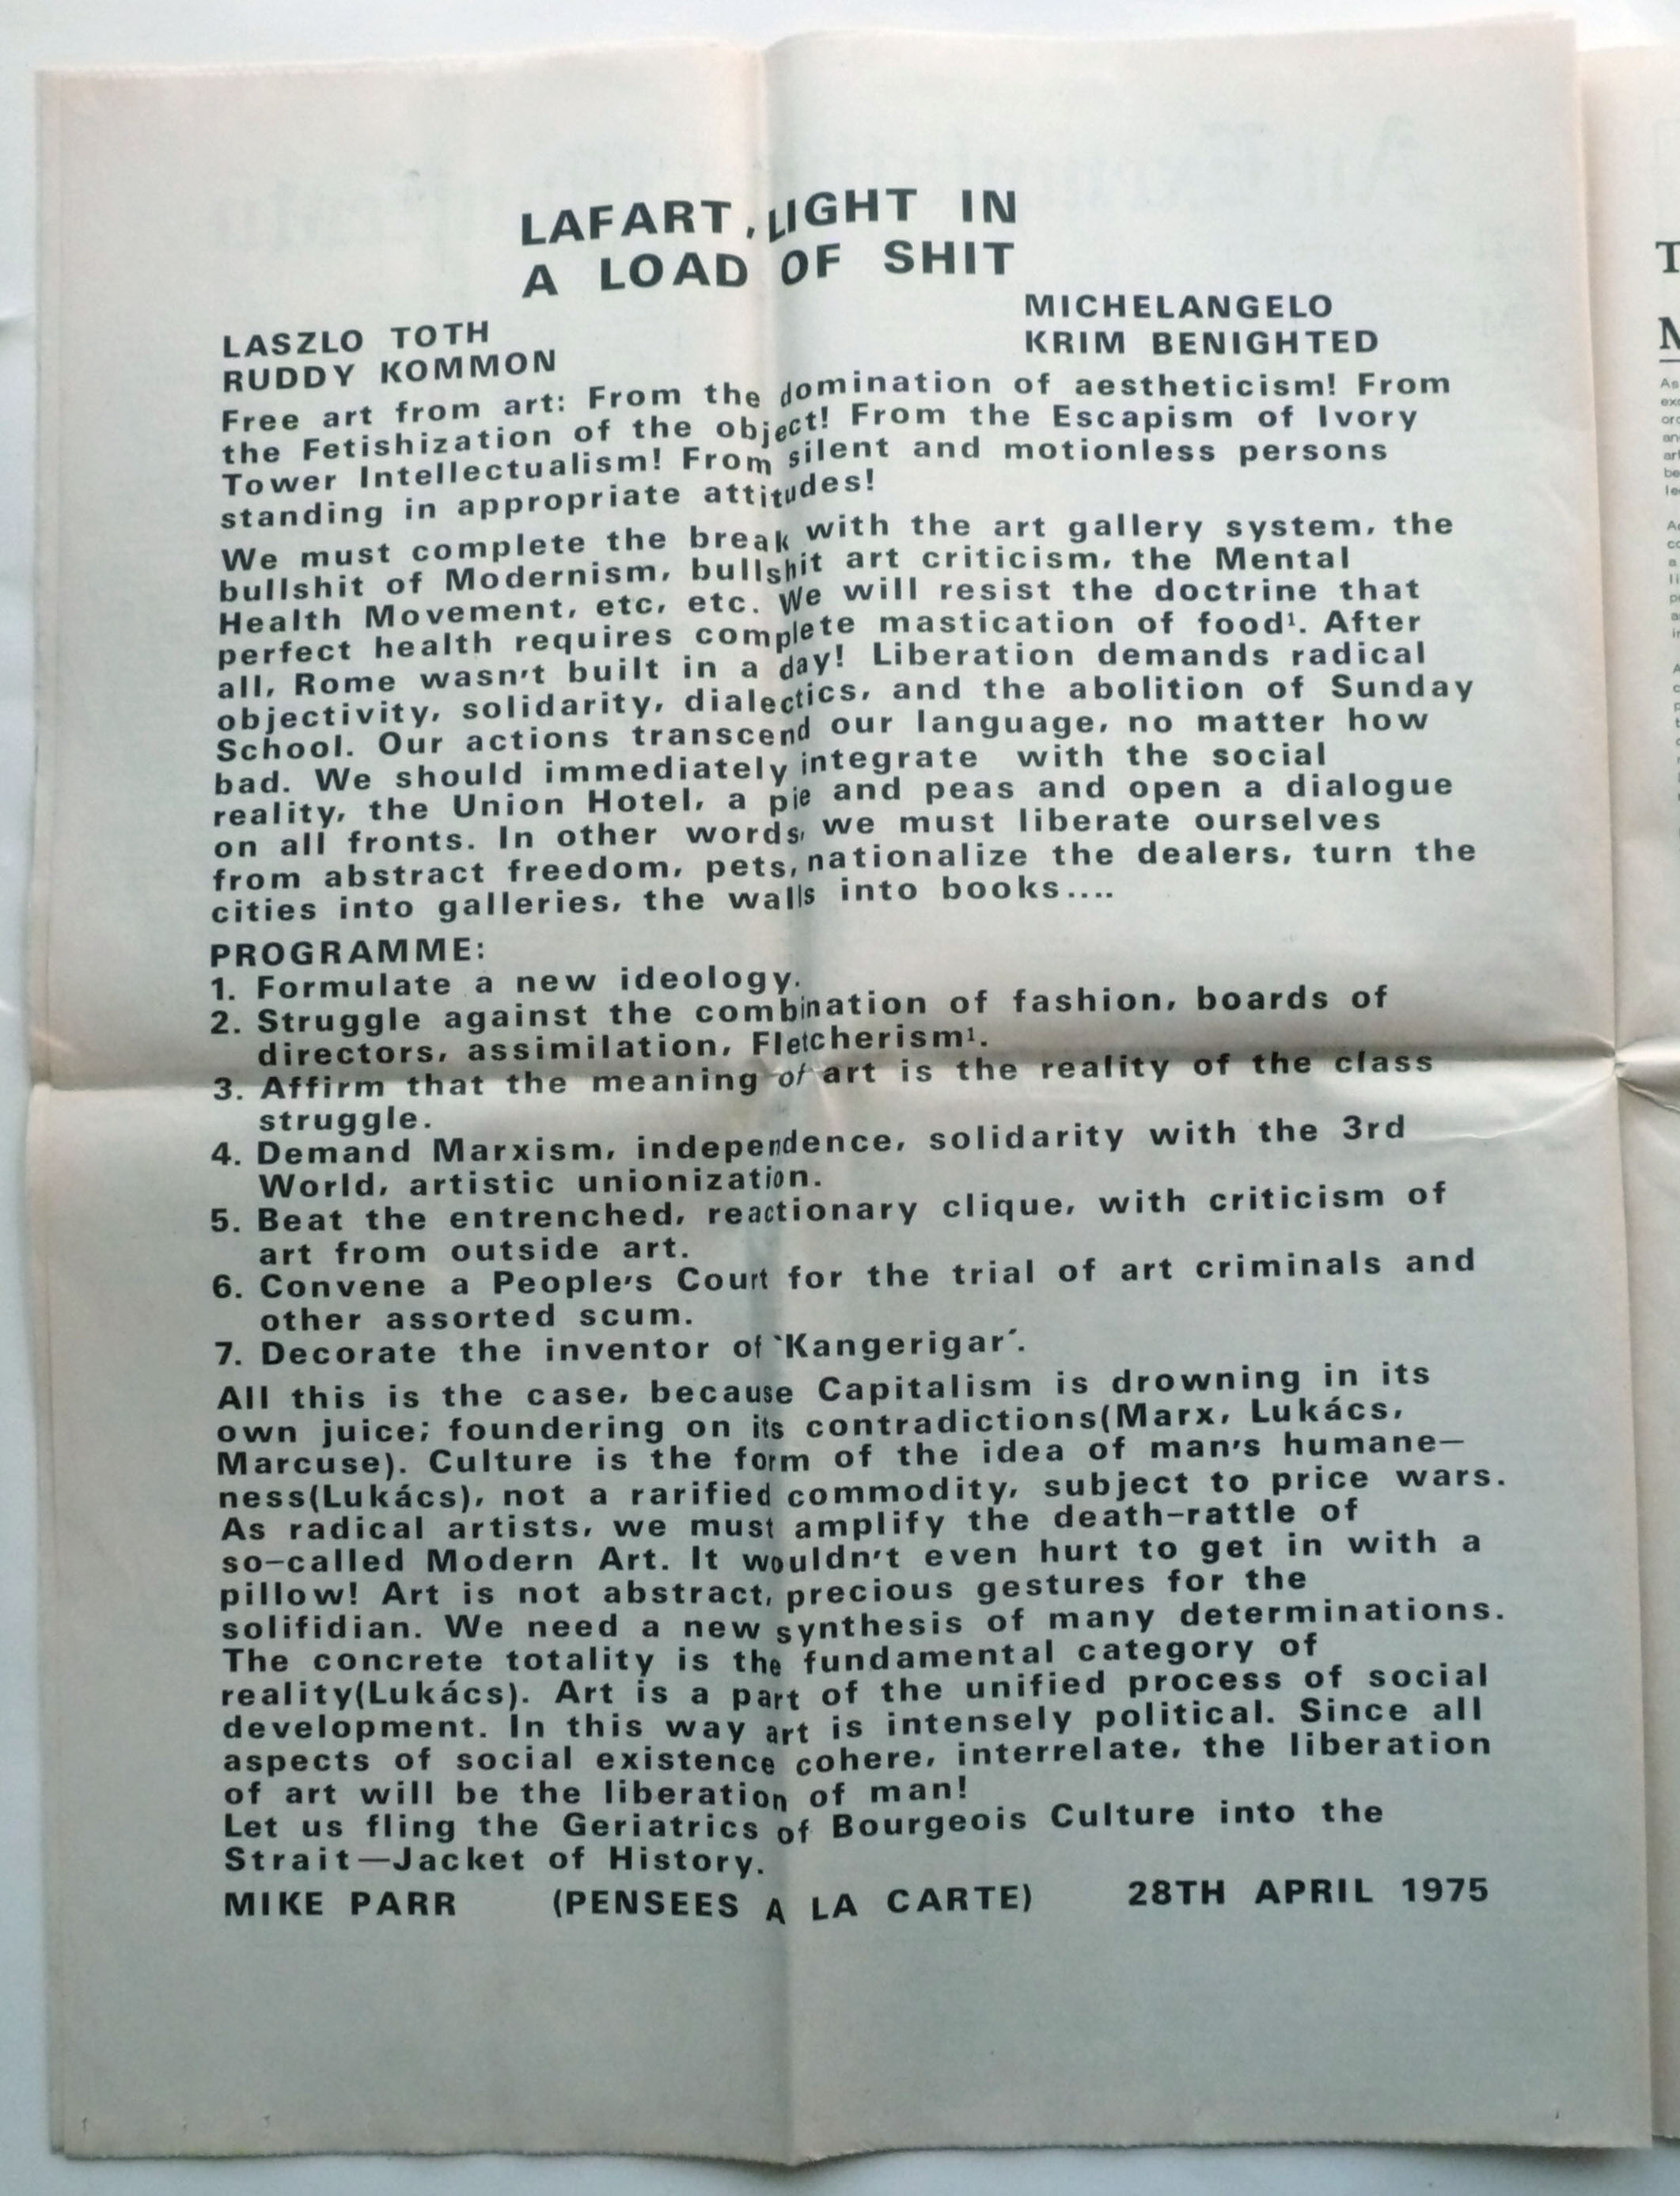 LAFART, LIGHT IN
A LOAD OF SHIT
LASZLO TOTH
RUDDY KOMMON
MICHELANGELO
KRIM BENIGHTED
Free art from art: From the domination of aestheticism! From
the Fetishization of the object! From the Escapism of Ivory
Tower Intellectualism! From silent and motionless persons
standing in appropriate attitudes!
We must complete the break with the art gallery system, the
bullshit of Modernism, bullshit art criticism, the Mental
Health Movement, etc, etc. We will resist the doctrine that
perfect health requires complete mastication of food¹. After
all, Rome wasn't built in a day! Liberation demands radical
objectivity, solidarity, dialectics, and the abolition of Sunday
School. Our actions transcend our language, no matter how
bad. We should immediately integrate with the social
reality, the Union Hotel, a pie and peas and open a dialogue
on all fronts. In other words, we must liberate ourselves
from abstract freedom, pets, nationalize the dealers, turn the
cities into galleries, the walls into books....
PROGRAMME:
1. Formulate a new ideology.
2. Struggle against the combination of fashion, boards of
directors, assimilation, Fletcherism¹.
3. Affirm that the meaning of art is the reality of the class
struggle.
4. Demand Marxism, independence, solidarity with the 3rd
World, artistic unionization.
5. Beat the entrenched, reactionary clique, with criticism of
art from outside art.
6. Convene a People's Court for the trial of art criminals and
other assorted scum.
7. Decorate the inventor of `Kangerigar´.
All this is the case, because Capitalism is drowning in its
own juice; foundering on its contradictions(Marx, Lukács,
Marcuse). Culture is the form of the idea of man's humane—
ness(Lukács), not a rarified commodity, subject to price wars.
As radical artists, we must amplify the death-rattle of
so-called Modern Art. It wouldn't even hurt to get in with a
pillow! Art is not abstract, precious gestures for the
solifidian. We need a new synthesis of many determinations.
The concrete totality is the fundamental category of
reality(Lukács). Art is a part of the unified process of social
development. In this way art is intensely political. Since all
aspects of social existence cohere, interrelate, the liberation
of art will be the liberation of man!
Let us fling the Geriatrics of Bourgeois Culture into the
Strait—Jacket of History.
MIKE PARR (PENSEES A LA CARTE) 28TH APRIL 1975